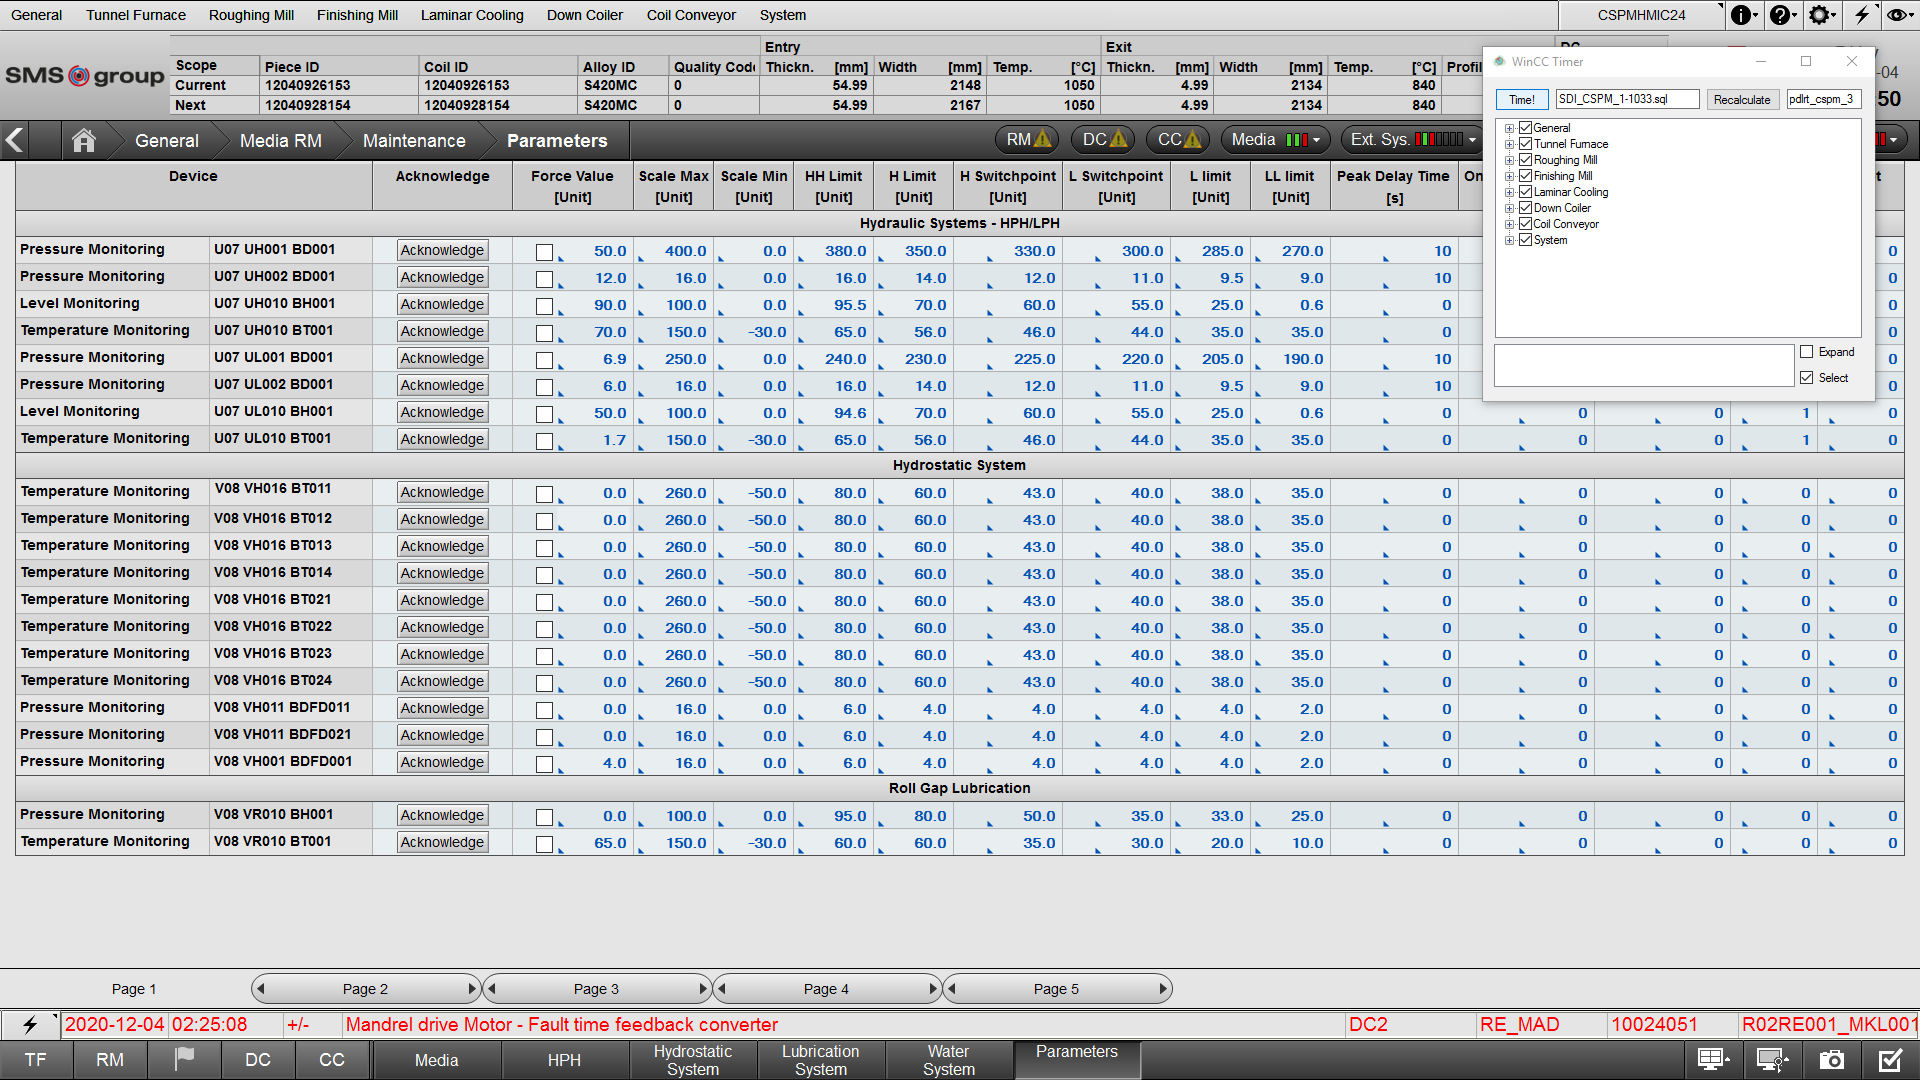 General Tunnel Furnace Roughing Mill Finishing Mill Laminar Cooling Down Coiler Coil Conveyor System CSPMHMIC24
SMS group
Entry Exit
Scope Piece ID Coil ID Alloy ID Quality Code Thickn. [mm] Width [mm] Temp. [°C] Thickn. [mm] Width [mm] Temp. [°C] Profil
Current 12040926153 12040926153 S420MC 0 54.99 2148 1050 4.99 2134 840
Next 12040928154 12040928154 S420MC 0 54.99 2167 1050 4.99 2134 840
-04
50
WinCC Timer
Time! SDI_CSPM_1-1033.sql Recalculate pdlrt_cspm_3
General
Tunnel Furnace
Roughing Mill
Finishing Mill
Laminar Cooling
Down Coiler
Coil Conveyor
System
Expand
Select
General Media RM Maintenance Parameters RM DC CC Media Ext. Sys.
Device Acknowledge Force Value [Unit] Scale Max [Unit] Scale Min [Unit] HH Limit [Unit] H Limit [Unit] H Switchpoint [Unit] L Switchpoint [Unit] L limit [Unit] LL limit [Unit] Peak Delay Time [s] On t
Hydraulic Systems - HPH/LPH
Pressure Monitoring U07 UH001 BD001 Acknowledge 50.0 400.0 0.0 380.0 350.0 330.0 300.0 285.0 270.0 10 0
Pressure Monitoring U07 UH002 BD001 Acknowledge 12.0 16.0 0.0 16.0 14.0 12.0 11.0 9.5 9.0 10 0
Level Monitoring U07 UH010 BH001 Acknowledge 90.0 100.0 0.0 95.5 70.0 60.0 55.0 25.0 0.6 0 0
Temperature Monitoring U07 UH010 BT001 Acknowledge 70.0 150.0 -30.0 65.0 56.0 46.0 44.0 35.0 35.0 0 0
Pressure Monitoring U07 UL001 BD001 Acknowledge 6.9 250.0 0.0 240.0 230.0 225.0 220.0 205.0 190.0 10 0
Pressure Monitoring U07 UL002 BD001 Acknowledge 6.0 16.0 0.0 16.0 14.0 12.0 11.0 9.5 9.0 10 0
Level Monitoring U07 UL010 BH001 Acknowledge 50.0 100.0 0.0 94.6 70.0 60.0 55.0 25.0 0.6 0 0 0 1 0
Temperature Monitoring U07 UL010 BT001 Acknowledge 1.7 150.0 -30.0 65.0 56.0 46.0 44.0 35.0 35.0 0 0 0 1 0
Hydrostatic System
Temperature Monitoring V08 VH016 BT011 Acknowledge 0.0 260.0 -50.0 80.0 60.0 43.0 40.0 38.0 35.0 0 0 0 0 0
Temperature Monitoring V08 VH016 BT012 Acknowledge 0.0 260.0 -50.0 80.0 60.0 43.0 40.0 38.0 35.0 0 0 0 0 0
Temperature Monitoring V08 VH016 BT013 Acknowledge 0.0 260.0 -50.0 80.0 60.0 43.0 40.0 38.0 35.0 0 0 0 0 0
Temperature Monitoring V08 VH016 BT014 Acknowledge 0.0 260.0 -50.0 80.0 60.0 43.0 40.0 38.0 35.0 0 0 0 0 0
Temperature Monitoring V08 VH016 BT021 Acknowledge 0.0 260.0 -50.0 80.0 60.0 43.0 40.0 38.0 35.0 0 0 0 0 0
Temperature Monitoring V08 VH016 BT022 Acknowledge 0.0 260.0 -50.0 80.0 60.0 43.0 40.0 38.0 35.0 0 0 0 0 0
Temperature Monitoring V08 VH016 BT023 Acknowledge 0.0 260.0 -50.0 80.0 60.0 43.0 40.0 38.0 35.0 0 0 0 0 0
Temperature Monitoring V08 VH016 BT024 Acknowledge 0.0 260.0 -50.0 80.0 60.0 43.0 40.0 38.0 35.0 0 0 0 0 0
Pressure Monitoring V08 VH011 BDFD011 Acknowledge 0.0 16.0 0.0 6.0 4.0 4.0 4.0 4.0 2.0 0 0 0 0 0
Pressure Monitoring V08 VH011 BDFD021 Acknowledge 0.0 16.0 0.0 6.0 4.0 4.0 4.0 4.0 2.0 0 0 0 0 0
Pressure Monitoring V08 VH001 BDFD001 Acknowledge 4.0 16.0 0.0 6.0 4.0 4.0 4.0 4.0 2.0 0 0 0 0 0
Roll Gap Lubrication
Pressure Monitoring V08 VR010 BH001 Acknowledge 0.0 100.0 0.0 95.0 80.0 50.0 35.0 33.0 25.0 0 0 0 0 0
Temperature Monitoring V08 VR010 BT001 Acknowledge 65.0 150.0 -30.0 60.0 60.0 35.0 30.0 20.0 10.0 0 0 0 0 0
Page 1 Page 2 Page 3 Page 4 Page 5
2020-12-04 02:25:08 +/- Mandrel drive Motor - Fault time feedback converter DC2 RE_MAD 10024051 R02RE001_MKL001
TF RM DC CC Media HPH Hydrostatic System Lubrication System Water System Parameters